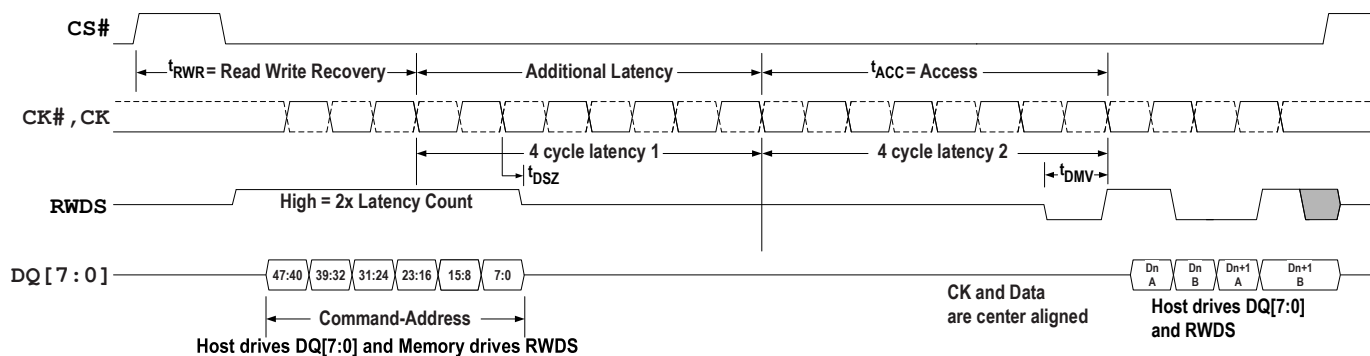 CS#
tRWR = Read Write Recovery
Additional Latency
tACC = Access
CK#,CK
4 cycle latency 1
4 cycle latency 2
tDSZ
tDMV
RWDS
High = 2x Latency Count
DQ[7:0]
47:40 39:32 31:24 23:16 15:8 7:0
Dn A
Dn B
Dn+1 A
Dn+1 B
CK and Data
are center aligned
Host drives DQ[7:0]
and RWDS
Command-Address
Host drives DQ[7:0] and Memory drives RWDS